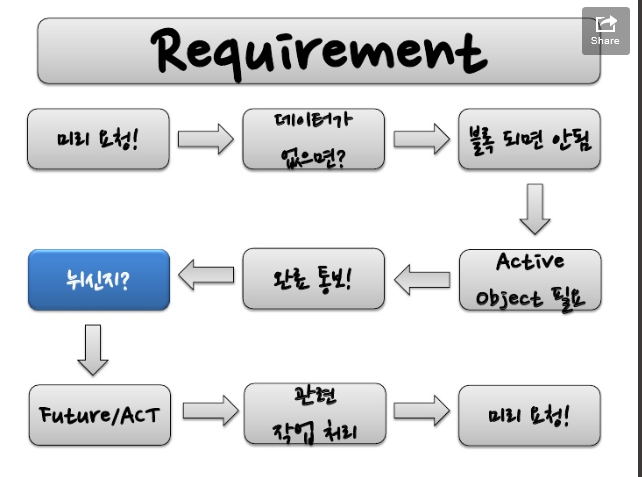 Requirement
Share
미리 요청!
데이터가
없으면?
블록 되면 안됨
Active
Object 필요
완료 통보!
뉘신지?
Future/ACT
관련
작업 처리
미리 요청!